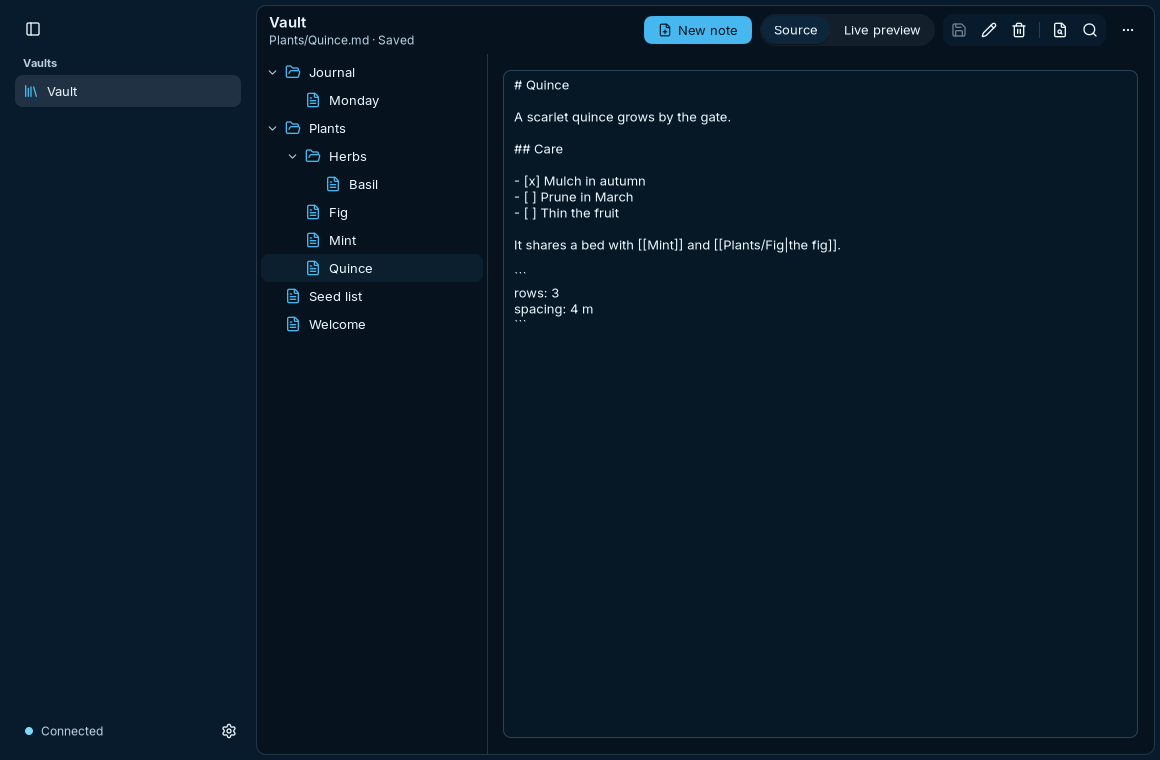 Vault
Plants/Quince.md · Saved
New note
Source
Live preview
Vaults
Vault
Journal
Monday
Plants
Herbs
Basil
Fig
Mint
Quince
Seed list
Welcome
# Quince
A scarlet quince grows by the gate.
## Care
- [x] Mulch in autumn
- [ ] Prune in March
- [ ] Thin the fruit
It shares a bed with [[Mint]] and [[Plants/Fig|the fig]].
```
rows: 3
spacing: 4 m
```
Connected